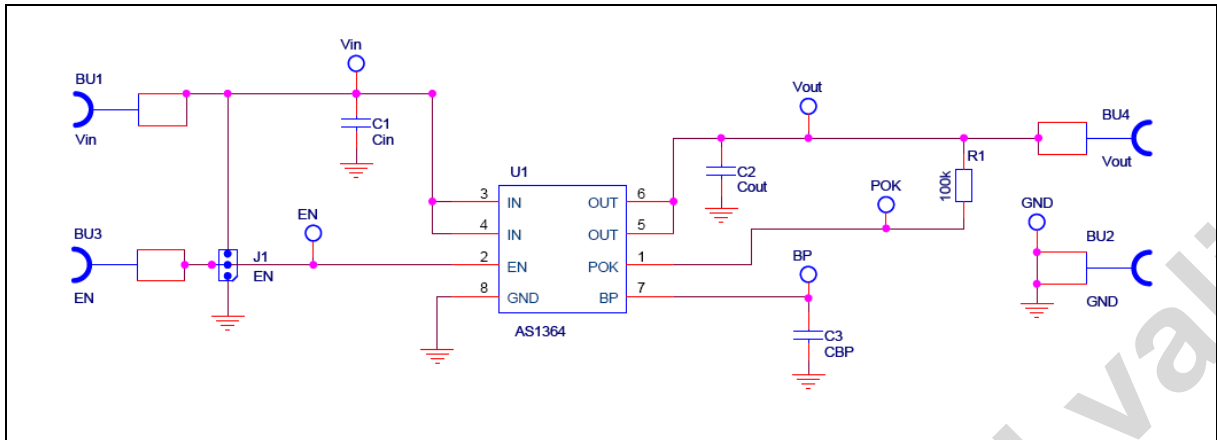 Vin
BU1
Vin
C1
Cin
Vout
BU4
Vout
R1
100k
C2
Cout
U1
3 IN OUT 6
4 IN OUT 5
2 EN POK 1
8 GND BP 7
AS1364
POK
EN
BU3
EN
J1
EN
GND
BU2
GND
BP
C3
CBP
vali